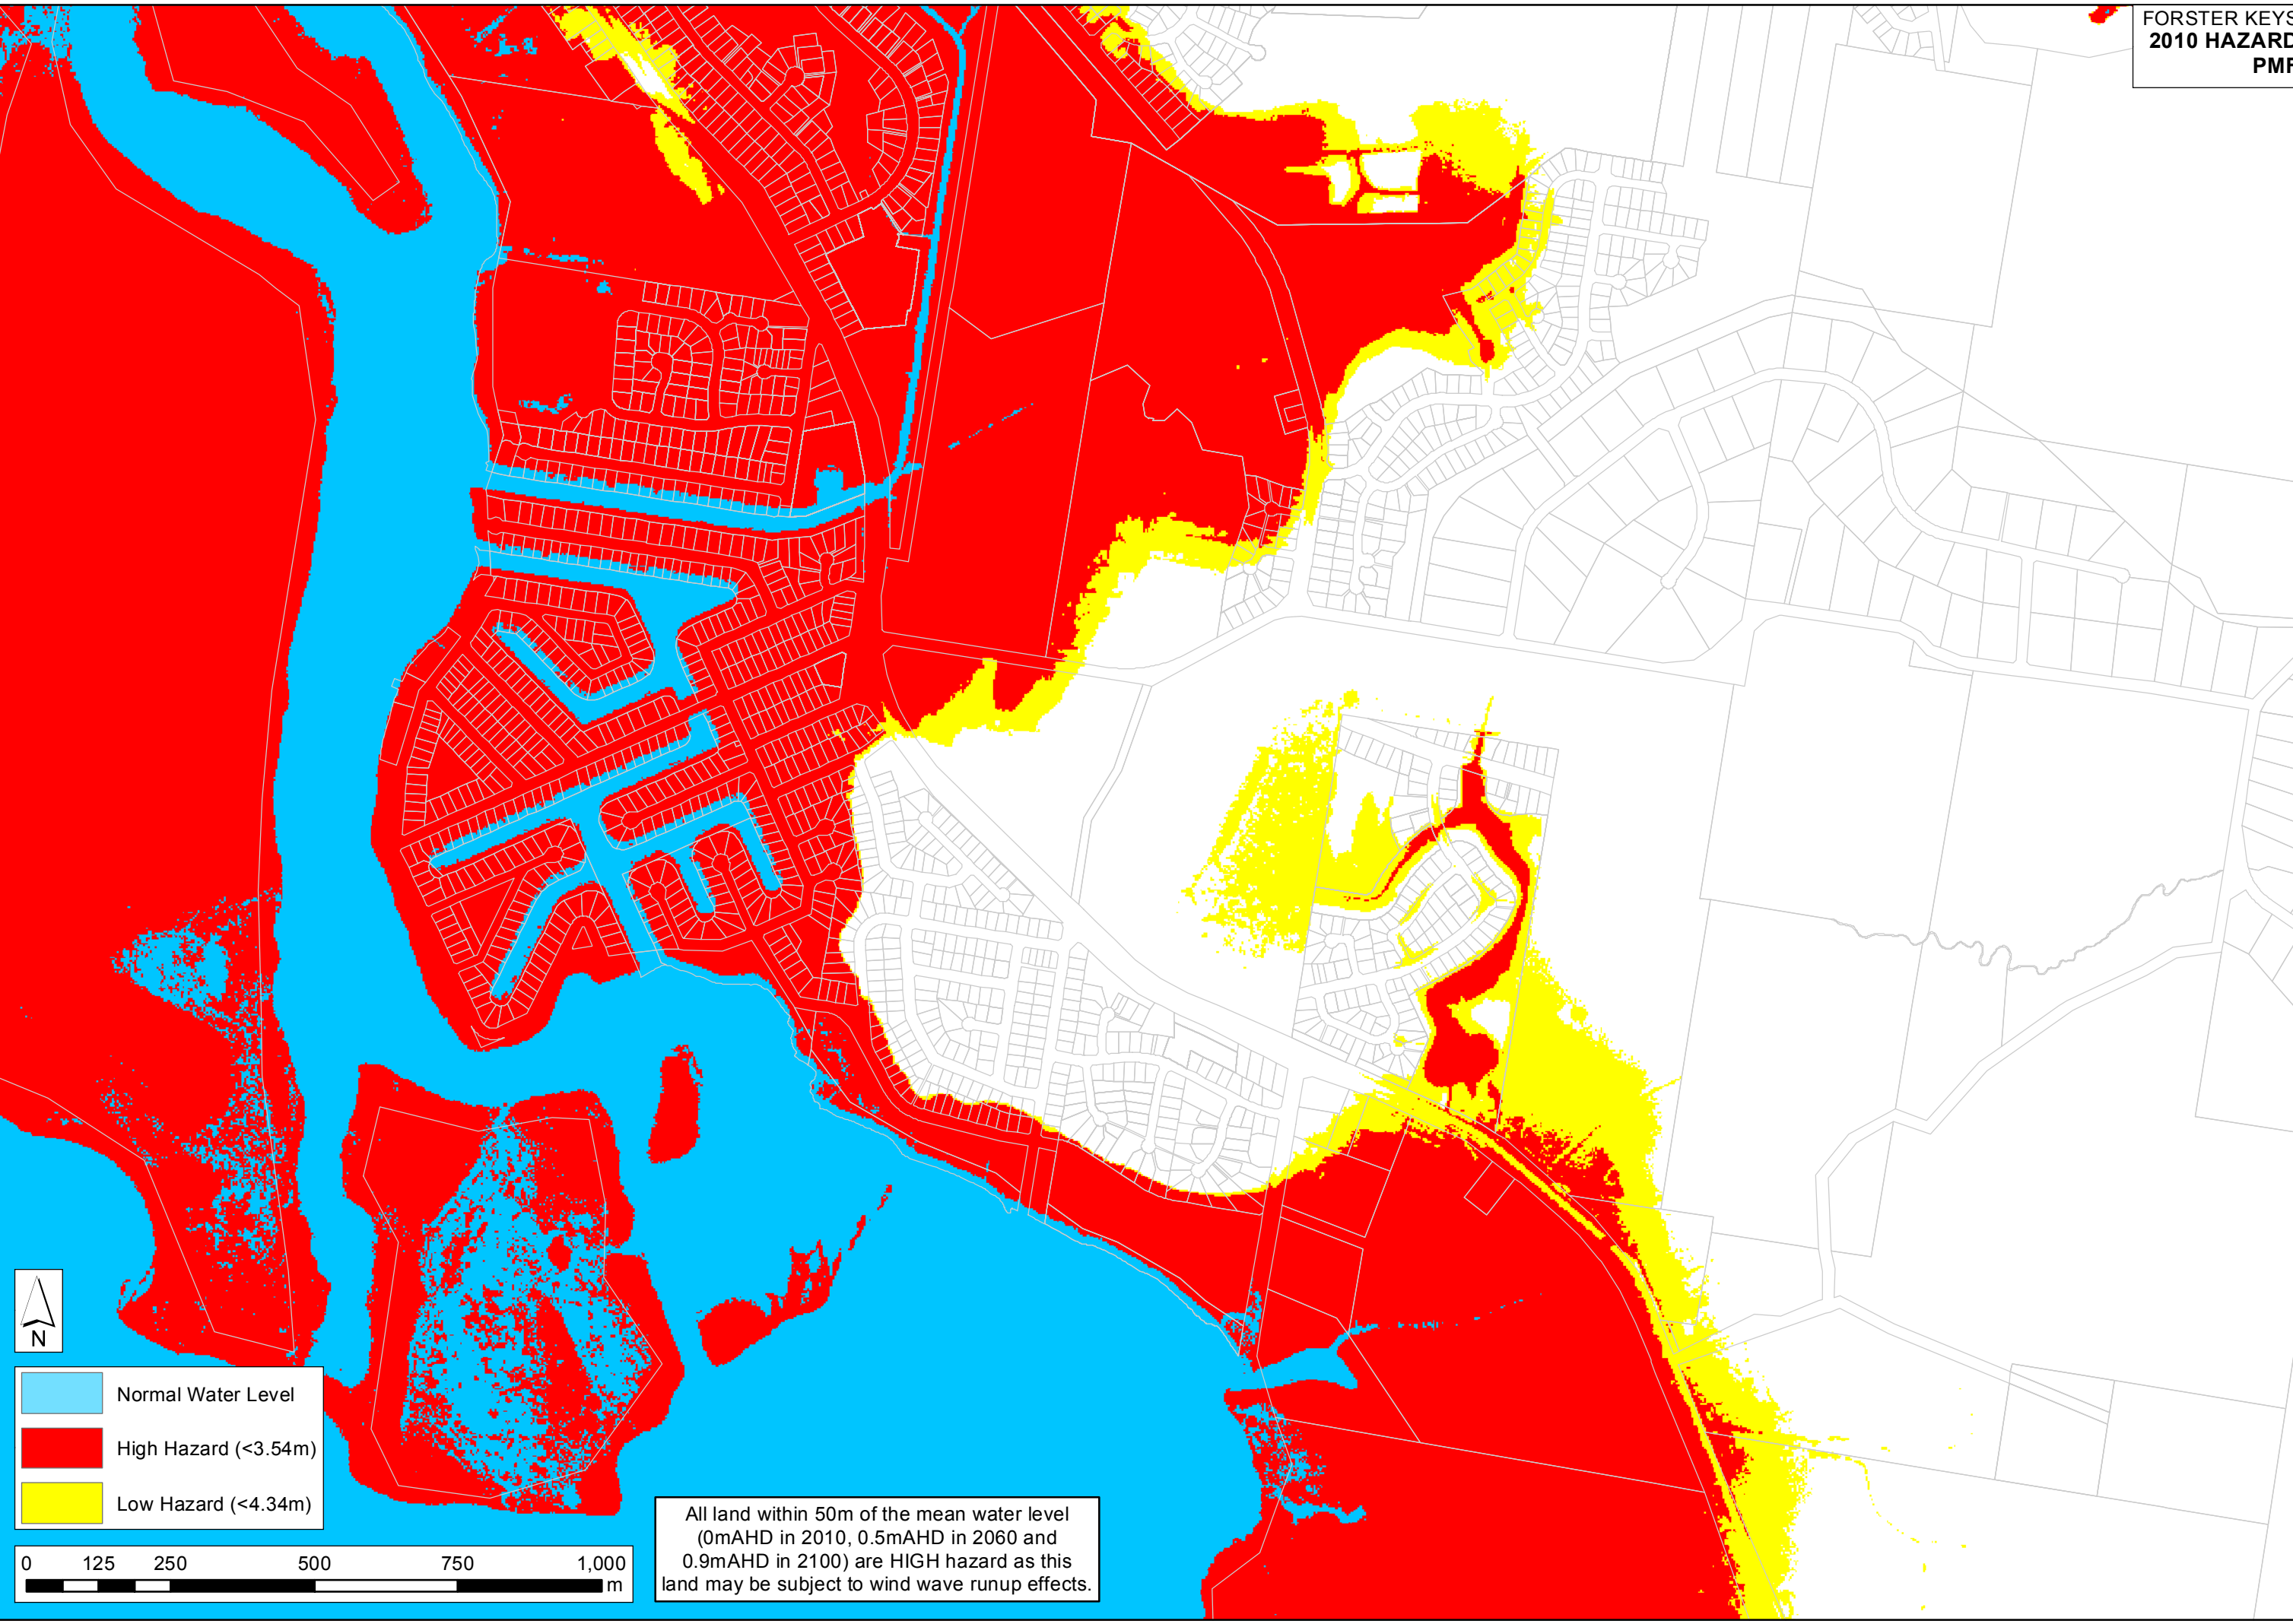 FORSTER KEYS
2010 HAZARD
PMF
N
Normal Water Level
High Hazard (<3.54m)
Low Hazard (<4.34m)
0 125 250 500 750 1,000
m
All land within 50m of the mean water level
(0mAHD in 2010, 0.5mAHD in 2060 and
0.9mAHD in 2100) are HIGH hazard as this
land may be subject to wind wave runup effects.